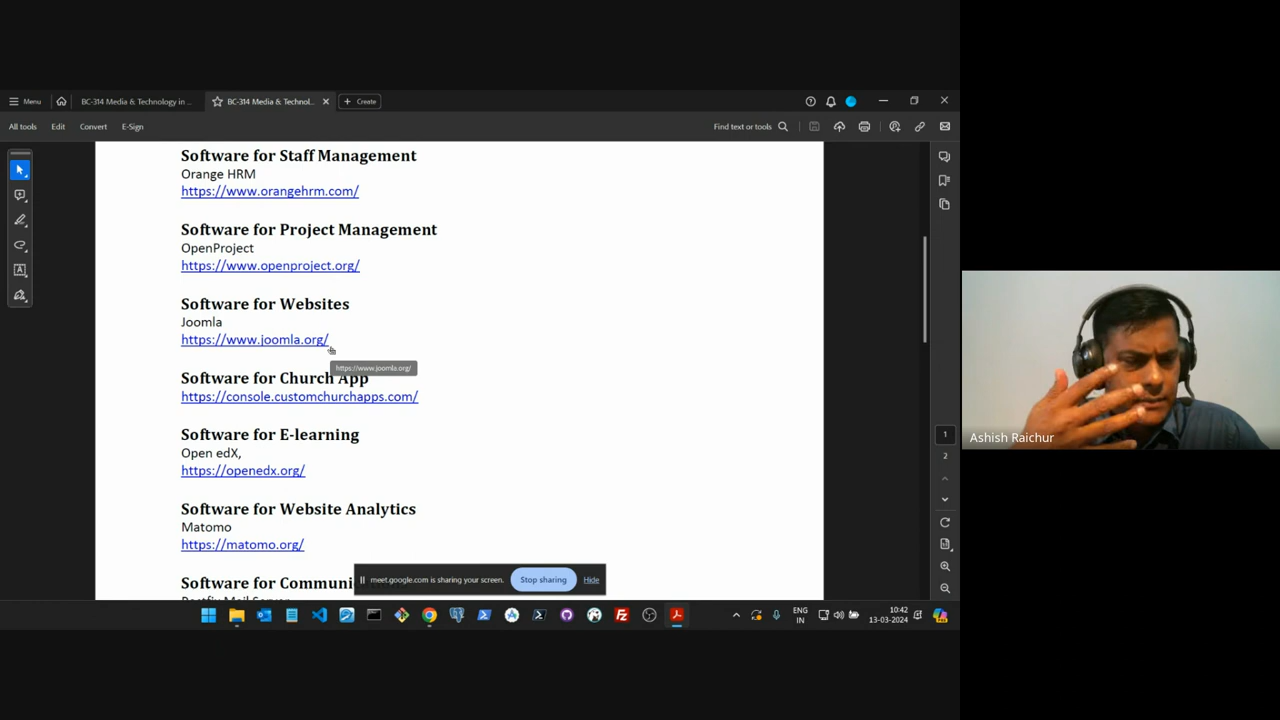 Menu
BC-314 Media & Technology in ...
BC-314 Media & Technol...
Create
All tools
Edit
Convert
E-Sign
Find text or tools
Software for Staff Management
Orange HRM
https://www.orangehrm.com/
Software for Project Management
OpenProject
https://www.openproject.org/
Software for Websites
Joomla
https://www.joomla.org/
https://www.joomla.org/
Software for Church App
https://console.customchurchapps.com/
Software for E-learning
Open edX,
https://openedx.org/
Software for Website Analytics
Matomo
https://matomo.org/
Software for Communi
Postfix Mail Server
meet.google.com is sharing your screen.
Stop sharing
Hide
1
2
Ashish Raichur
ENG
IN
10:42
13-03-2024